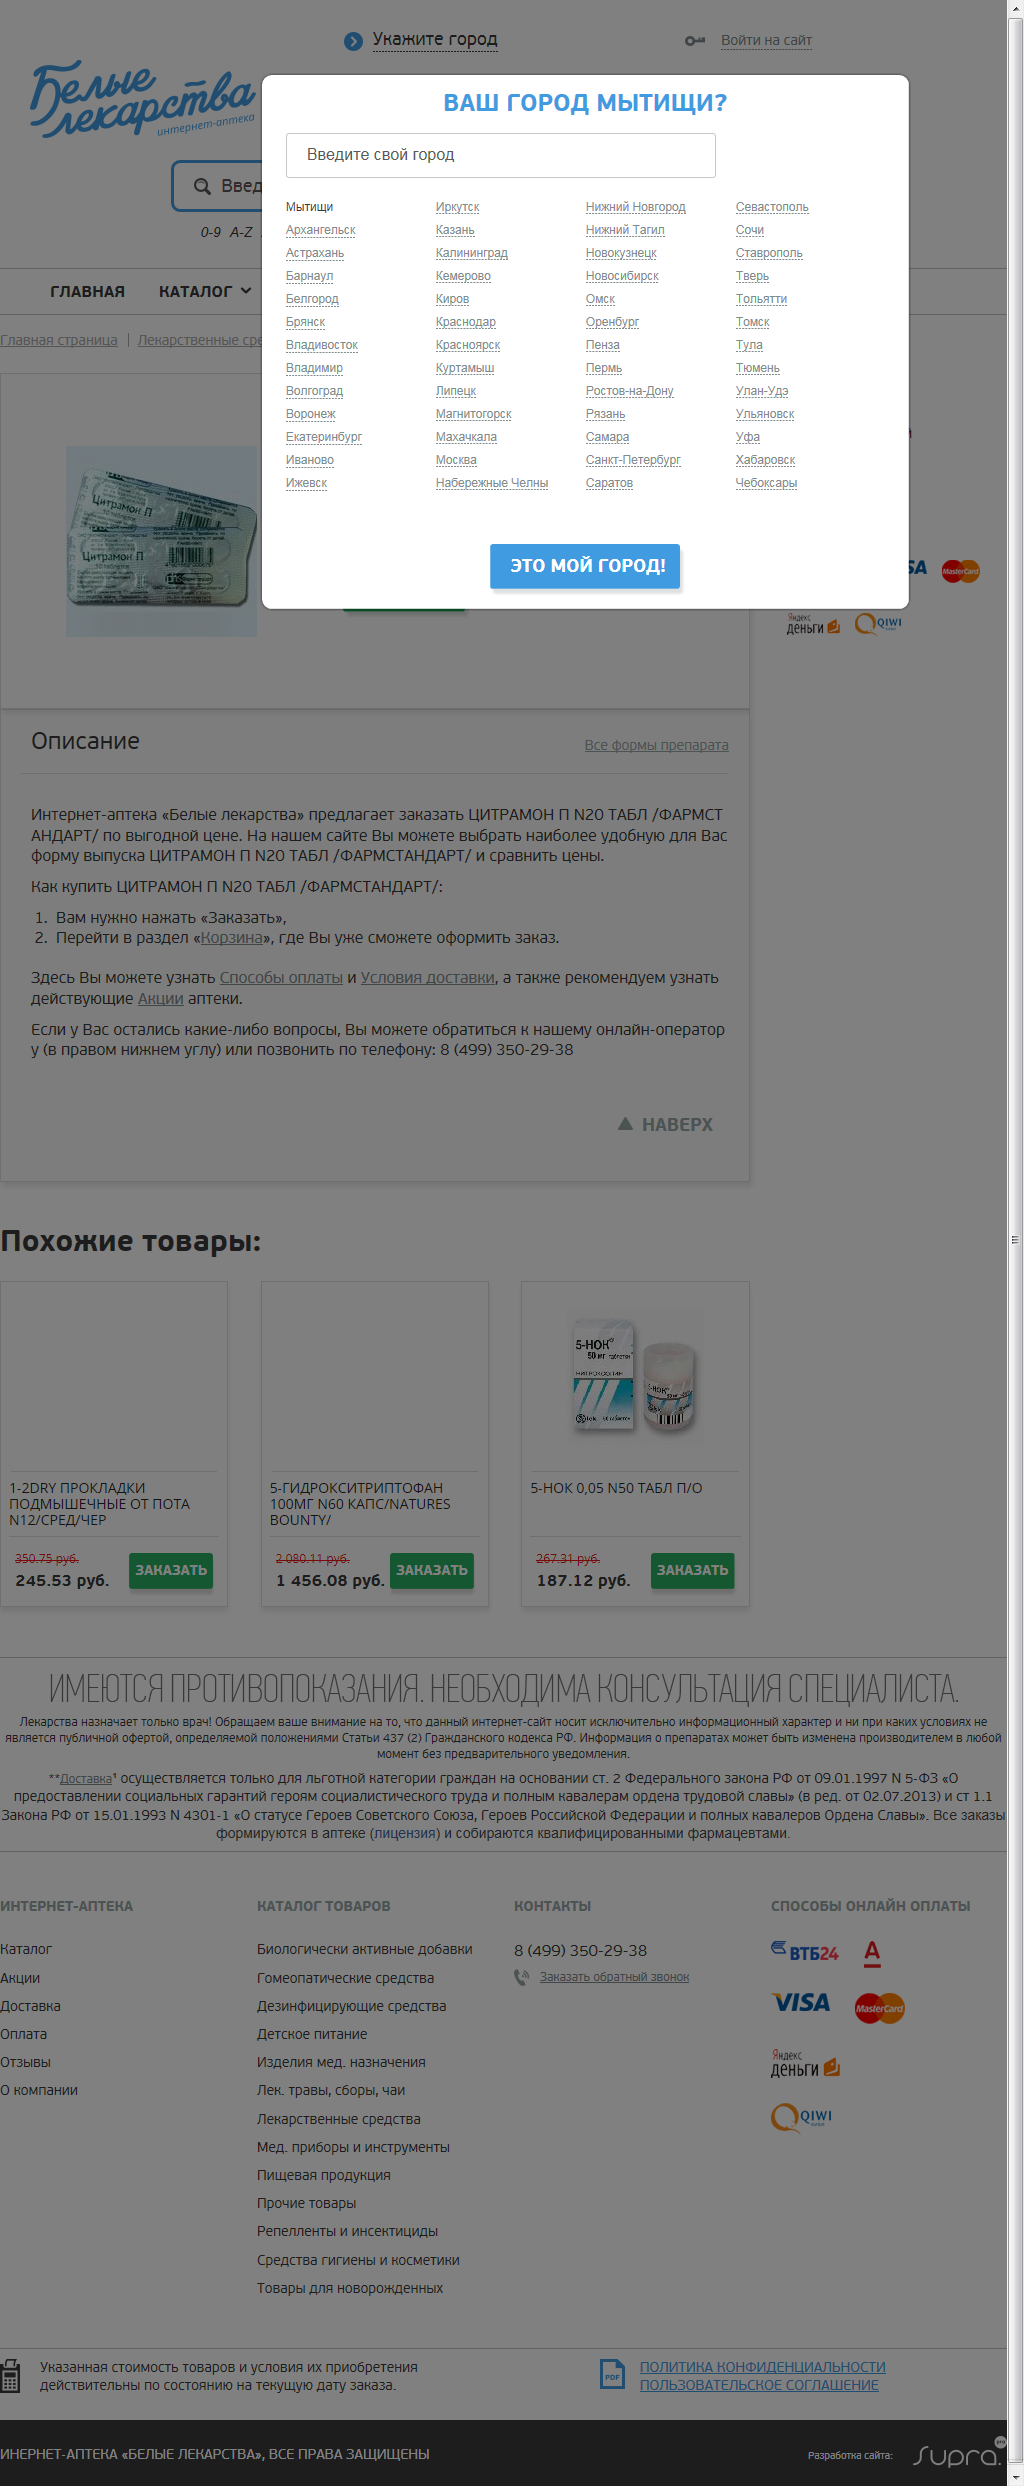 Укажите город
Войти на сайт
Белые
лекарства
интернет-аптека
ВАШ ГОРОД МЫТИЩИ?
Введите свой город
Введ
0-9 A-Z
Мытищи
Архангельск
Астрахань
Барнаул
Белгород
Брянск
Владивосток
Владимир
Волгоград
Воронеж
Екатеринбург
Иваново
Ижевск
Иркутск
Казань
Калининград
Кемерово
Киров
Краснодар
Красноярск
Куртамыш
Липецк
Магнитогорск
Махачкала
Москва
Набережные Челны
Нижний Новгород
Нижний Тагил
Новокузнецк
Новосибирск
Омск
Оренбург
Пенза
Пермь
Ростов-на-Дону
Рязань
Самара
Санкт-Петербург
Саратов
Севастополь
Сочи
Ставрополь
Тверь
Тольятти
Томск
Тула
Тюмень
Улан-Удэ
Ульяновск
Уфа
Хабаровск
Чебоксары
ЭТО МОЙ ГОРОД!
ГЛАВНАЯ
КАТАЛОГ
Главная страница
Лекарственные сре
й
Цитрамон П
Цитрамон П
SA
MasterCard
Яндекс
деньги
QIWI
Описание
Все формы препарата
Интернет-аптека «Белые лекарства» предлагает заказать ЦИТРАМОН П N20 ТАБЛ /ФАРМСТ
АНДАРТ/ по выгодной цене. На нашем сайте Вы можете выбрать наиболее удобную для Вас
форму выпуска ЦИТРАМОН П N20 ТАБЛ /ФАРМСТАНДАРТ/ и сравнить цены.
Как купить ЦИТРАМОН П N20 ТАБЛ /ФАРМСТАНДАРТ/:
1. Вам нужно нажать «Заказать»,
2. Перейти в раздел «Корзина», где Вы уже сможете оформить заказ.
Здесь Вы можете узнать Способы оплаты и Условия доставки, а также рекомендуем узнать
действующие Акции аптеки.
Если у Вас остались какие-либо вопросы, Вы можете обратиться к нашему онлайн-оператор
у (в правом нижнем углу) или позвонить по телефону: 8 (499) 350-29-38
НАВЕРХ
Похожие товары:
5-НОК
50 мг таблетки
НИТРОКСОЛИН
5-НОК
1-2DRY ПРОКЛАДКИ
ПОДМЫШЕЧНЫЕ ОТ ПОТА
N12/СРЕД/ЧЕР
350.75 руб.
245.53 руб.
ЗАКАЗАТЬ
5-ГИДРОКСИТРИПТОФАН
100МГ N60 КАПС/NATURES
BOUNTY/
2 080.11 руб.
1 456.08 руб.
ЗАКАЗАТЬ
5-НОК 0,05 N50 ТАБЛ П/О
267.31 руб.
187.12 руб.
ЗАКАЗАТЬ
ИМЕЮТСЯ ПРОТИВОПОКАЗАНИЯ. НЕОБХОДИМА КОНСУЛЬТАЦИЯ СПЕЦИАЛИСТА.
Лекарства назначает только врач! Обращаем ваше внимание на то, что данный интернет-сайт носит исключительно информационный характер и ни при каких условиях не
является публичной офертой, определяемой положениями Статьи 437 (2) Гражданского кодекса РФ. Информация о препаратах может быть изменена производителем в любой
момент без предварительного уведомления.
**Доставка¹ осуществляется только для льготной категории граждан на основании ст. 2 Федерального закона РФ от 09.01.1997 N 5-ФЗ «О
предоставлении социальных гарантий героям социалистического труда и полным кавалерам ордена трудовой славы» (в ред. от 02.07.2013) и ст 1.1
Закона РФ от 15.01.1993 N 4301-1 «О статусе Героев Советского Союза, Героев Российской Федерации и полных кавалеров Ордена Славы». Все заказы
формируются в аптеке (лицензия) и собираются квалифицированными фармацевтами.
ИНТЕРНЕТ-АПТЕКА
Каталог
Акции
Доставка
Оплата
Отзывы
О компании
КАТАЛОГ ТОВАРОВ
Биологически активные добавки
Гомеопатические средства
Дезинфицирующие средства
Детское питание
Изделия мед. назначения
Лек. травы, сборы, чаи
Лекарственные средства
Мед. приборы и инструменты
Пищевая продукция
Прочие товары
Репелленты и инсектициды
Средства гигиены и косметики
Товары для новорожденных
КОНТАКТЫ
8 (499) 350-29-38
Заказать обратный звонок
СПОСОБЫ ОНЛАЙН ОПЛАТЫ
ВТБ24
А
VISA
MasterCard
Яндекс
деньги
QIWI
Указанная стоимость товаров и условия их приобретения
действительны по состоянию на текущую дату заказа.
PDF
ПОЛИТИКА КОНФИДЕНЦИАЛЬНОСТИ
ПОЛЬЗОВАТЕЛЬСКОЕ СОГЛАШЕНИЕ
ИНЕРНЕТ-АПТЕКА «БЕЛЫЕ ЛЕКАРСТВА», ВСЕ ПРАВА ЗАЩИЩЕНЫ
Разработка сайта:
supra.
pro